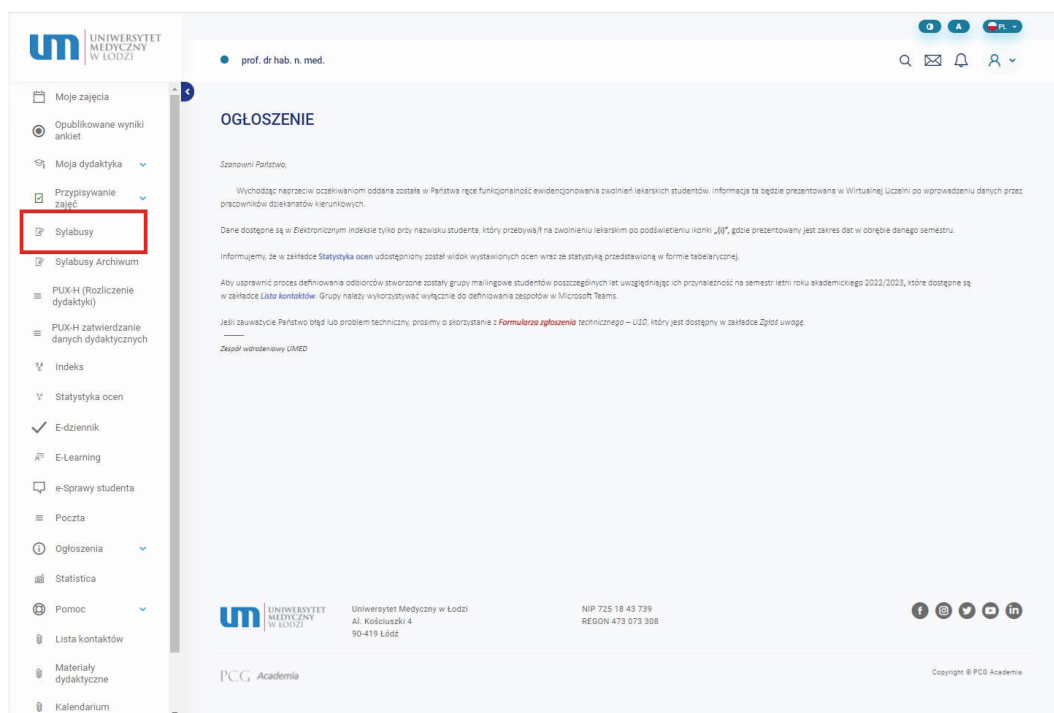 UNIWERSYTET
MEDYCZNY
W ŁODZI
A
PL
prof. dr hab. n. med.
Moje zajęcia
Opublikowane wyniki
ankiet
Moja dydaktyka
Przypisywanie
zajęć
Sylabusy
Sylabusy Archiwum
PUX-H (Rozliczenie
dydaktyki)
PUX-H zatwierdzanie
danych dydaktycznych
Indeks
Statystyka ocen
E-dziennik
E-Learning
e-Sprawy studenta
Poczta
Ogłoszenia
Statistica
Pomoc
Lista kontaktów
Materiały
dydaktyczne
Kalendarium
OGŁOSZENIE
Szanowni Państwo,
Wychodząc naprzeciw oczekiwaniom oddana została w Państwa ręce funkcjonalność ewidencjonowania zwolnień lekarskich studentów. Informacja ta będzie prezentowana w Wirtualnej Uczelni po wprowadzeniu danych przez
pracowników dziekanatów kierunkowych.
Dane dostępne są w Elektronicznym Indeksie tylko przy nazwisku studenta, który przebywa/ł na zwolnieniu lekarskim po podświetleniu ikonki „(i)", gdzie prezentowany jest zakres dat w obrębie danego semestru.
Informujemy, że w zakładce Statystyka ocen udostępniony został widok wystawionych ocen wraz ze statystyką przedstawioną w formie tabelarycznej.
Aby usprawnić proces definiowania odbiorców stworzone zostały grupy mailingowe studentów poszczególnych lat uwzględniając ich przynależność na semestr letni roku akademickiego 2022/2023, które dostępne są
w zakładce Lista kontaktów. Grupy należy wykorzystywać wyłącznie do definiowania zespołów w Microsoft Teams.
Jeśli zauważycie Państwo błąd lub problem techniczny, prosimy o skorzystanie z Formularza zgłoszenia technicznego – U10, który jest dostępny w zakładce Zgłoś uwagę.
Zespół wdrożeniowy UMED
UNIWERSYTET
MEDYCZNY
W ŁODZI
Uniwersytet Medyczny w Łodzi
Al. Kościuszki 4
90-419 Łódź
NIP 725 18 43 739
REGON 473 073 308
PCG Academia
Copyright © PCG Academia